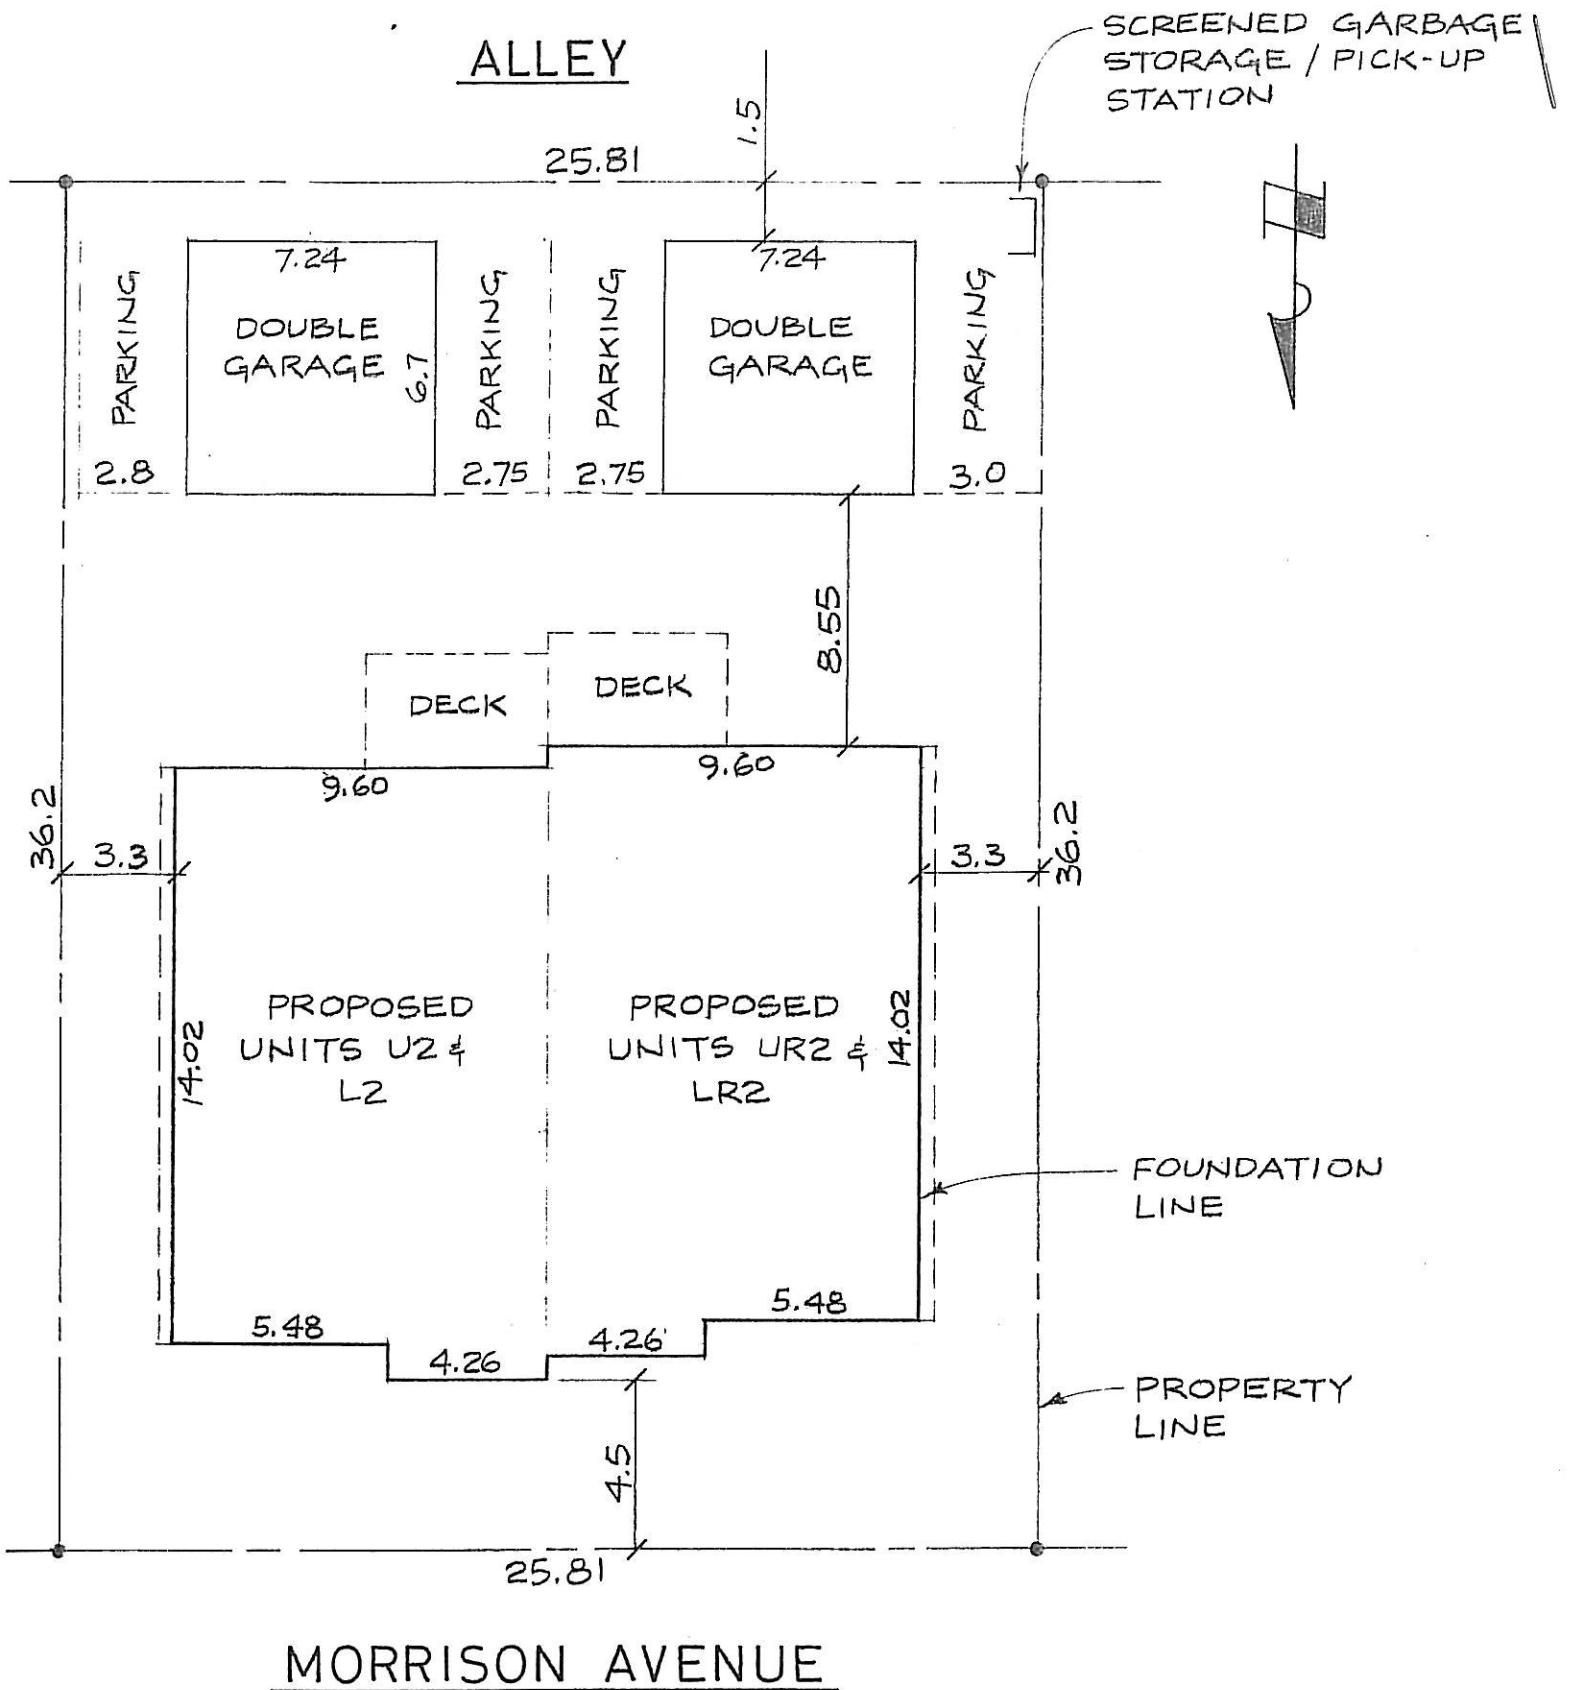 SCREENED GARBAGE
STORAGE / PICK-UP
STATION
ALLEY
1.5
25.81
7.24
7.24
PARKING
DOUBLE
GARAGE
6.7
PARKING
PARKING
DOUBLE
GARAGE
PARKING
2.8
2.75
2.75
3.0
8.55
DECK
DECK
9.60
9.60
36.2
3.3
3.3
36.2
PROPOSED
UNITS U2 &
L2
14.02
PROPOSED
UNITS UR2 &
LR2
14.02
FOUNDATION
LINE
5.48
4.26
4.26
5.48
PROPERTY
LINE
4.5
25.81
MORRISON AVENUE